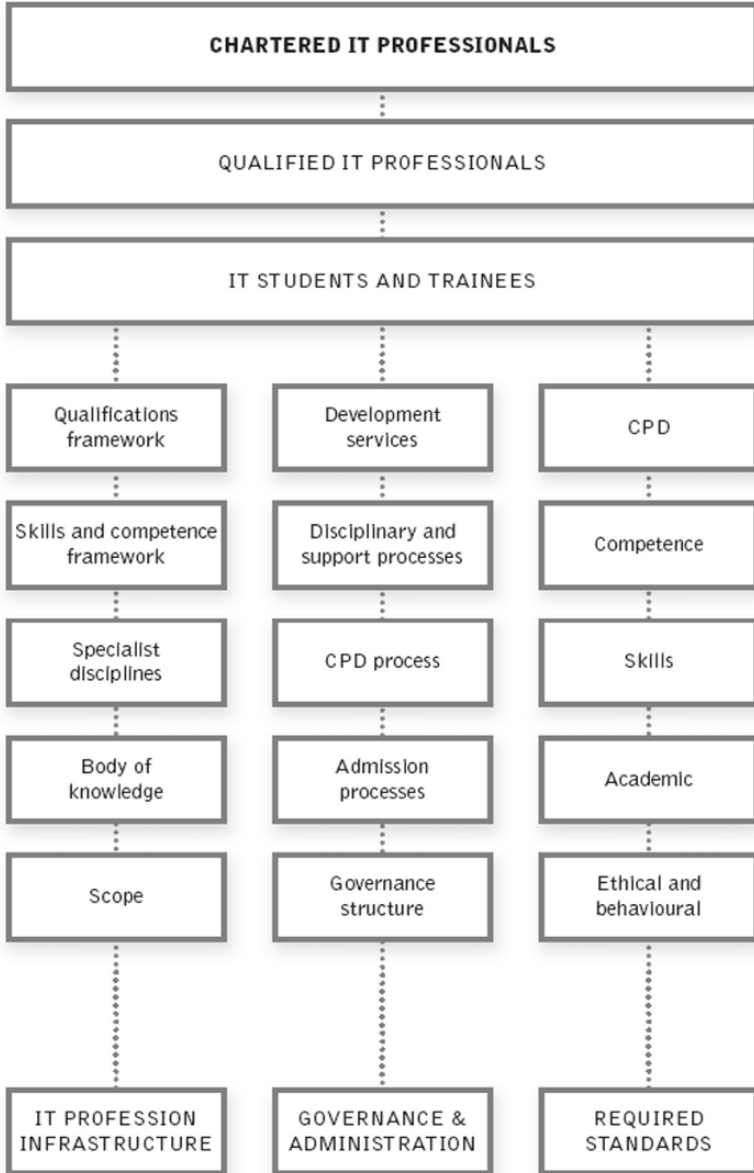 CHARTERED IT PROFESSIONALS
QUALIFIED IT PROFESSIONALS
IT STUDENTS AND TRAINEES
Qualifications
framework
Development
services
CPD
Skills and competence
framework
Disciplinary and
support processes
Competence
Specialist
disciplines
CPD process
Skills
Body of
knowledge
Admission
processes
Academic
Scope
Governance
structure
Ethical and
behavioural
IT PROFESSION
INFRASTRUCTURE
GOVERNANCE &
ADMINISTRATION
REQUIRED
STANDARDS